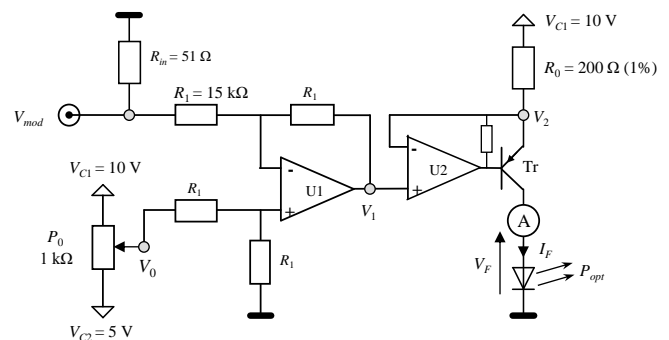 V_C1 = 10 V
R_in = 51 Ω
R_0 = 200 Ω (1%)
R_1 = 15 kΩ
R_1
V_mod
V_2
-
U1
+
-
U2
+
Tr
V_C1 = 10 V
R_1
V_1
A
P_0
1 kΩ
V_0
R_1
V_F
I_F
P_opt
V_C2 = 5 V